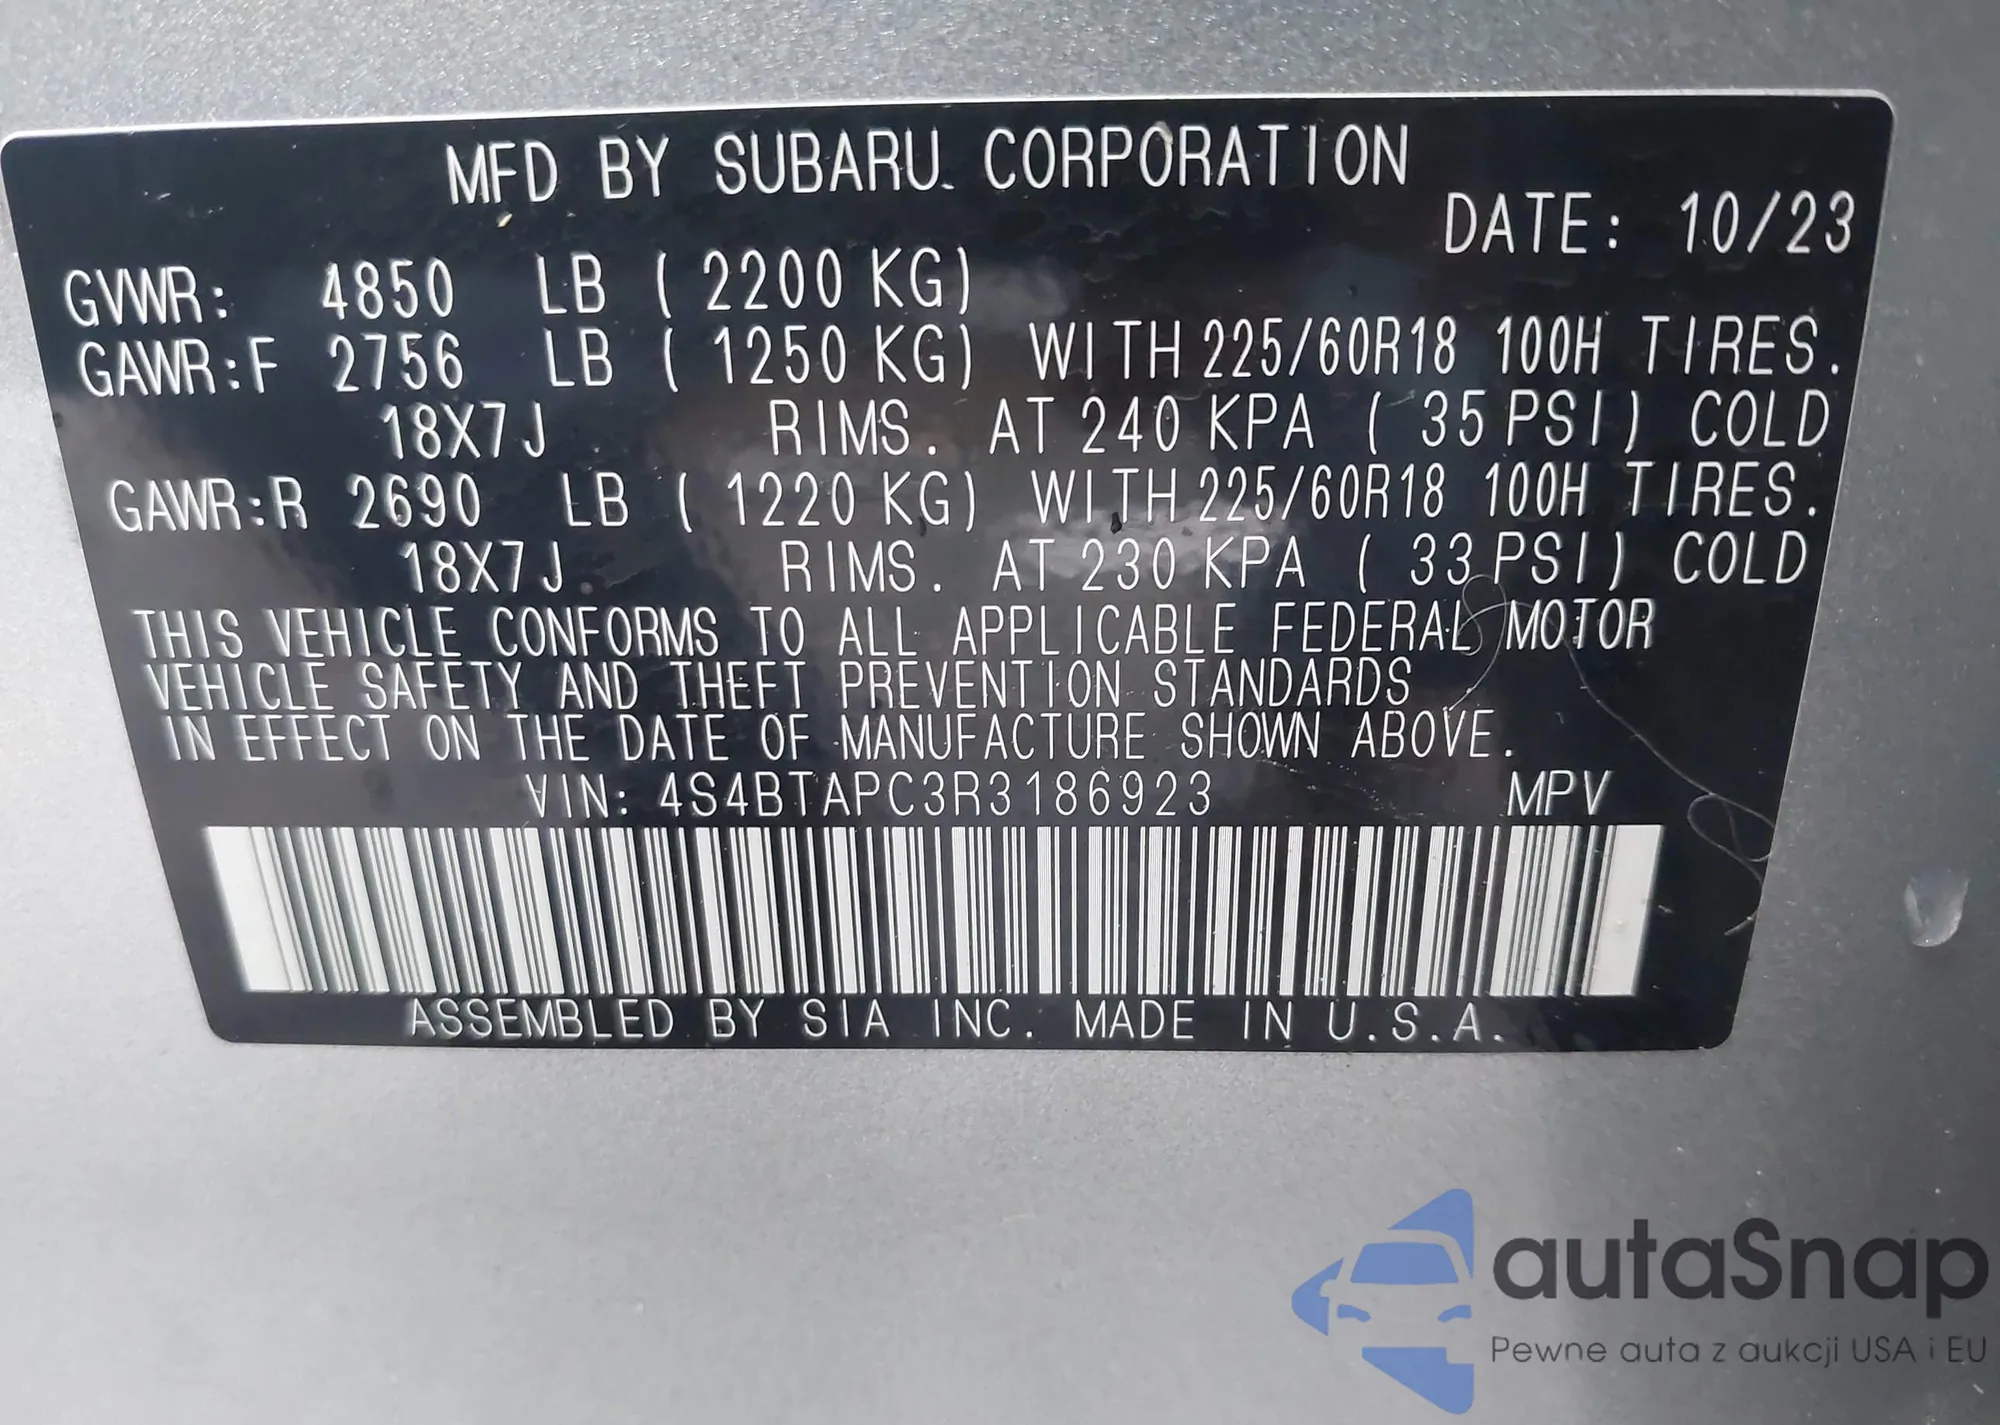 MFD BY SUBARU CORPORATION
DATE: 10/23
GVWR: 4850 LB ( 2200 KG)
GAWR:F 2756 LB ( 1250 KG) WITH 225/60R18 100H TIRES.
18X7J RIMS. AT 240 KPA ( 35 PSI) COLD
GAWR:R 2690 LB ( 1220 KG) WITH 225/60R18 100H TIRES.
18X7J RIMS. AT 230 KPA ( 33 PSI) COLD
THIS VEHICLE CONFORMS TO ALL APPLICABLE FEDERAL MOTOR
VEHICLE SAFETY AND THEFT PREVENTION STANDARDS
IN EFFECT ON THE DATE OF MANUFACTURE SHOWN ABOVE.
VIN: 4S4BTAPC3R3186923 MPV
ASSEMBLED BY SIA INC. MADE IN U.S.A.
autaSnap
Pewne auta z aukcji USA i EU